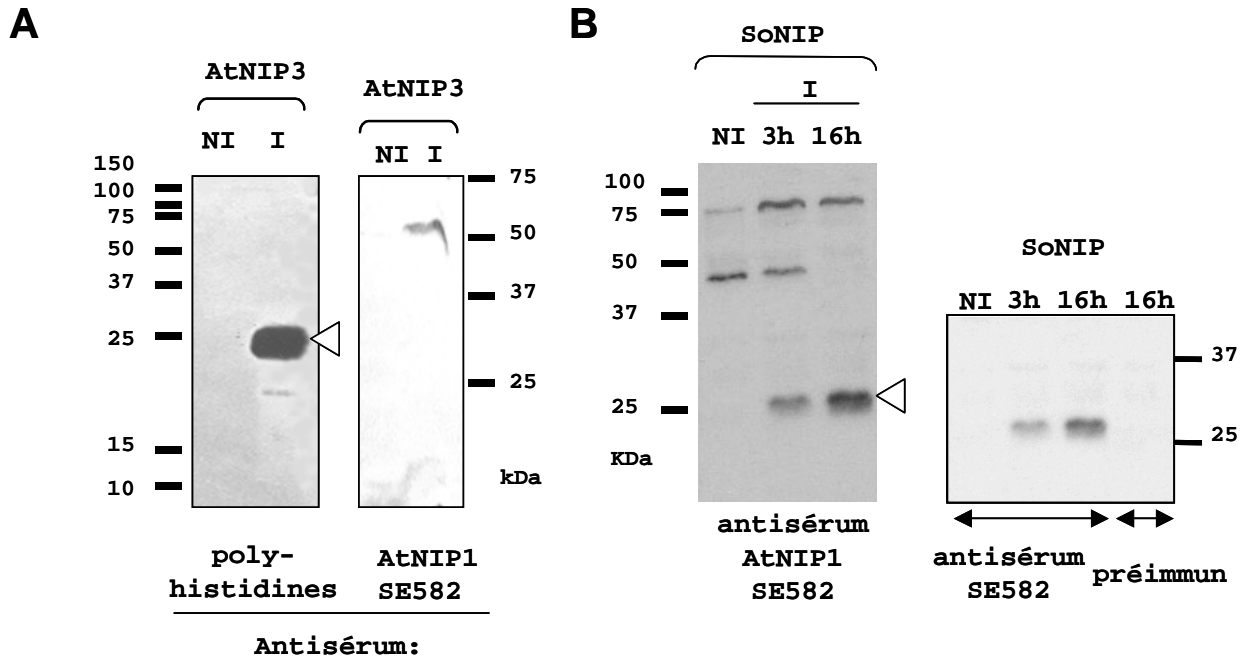 A
AtNIP3
NI I
150
100
75
50
37
25
15
10
poly-
histidines
AtNIP3
NI I
75
50
37
25
kDa
AtNIP1
SE582
Antisérum:
B
SoNIP
I
NI 3h 16h
100
75
50
37
25
KDa
antisérum
AtNIP1
SE582
SoNIP
NI 3h 16h 16h
37
25
antisérum
SE582
préimmun